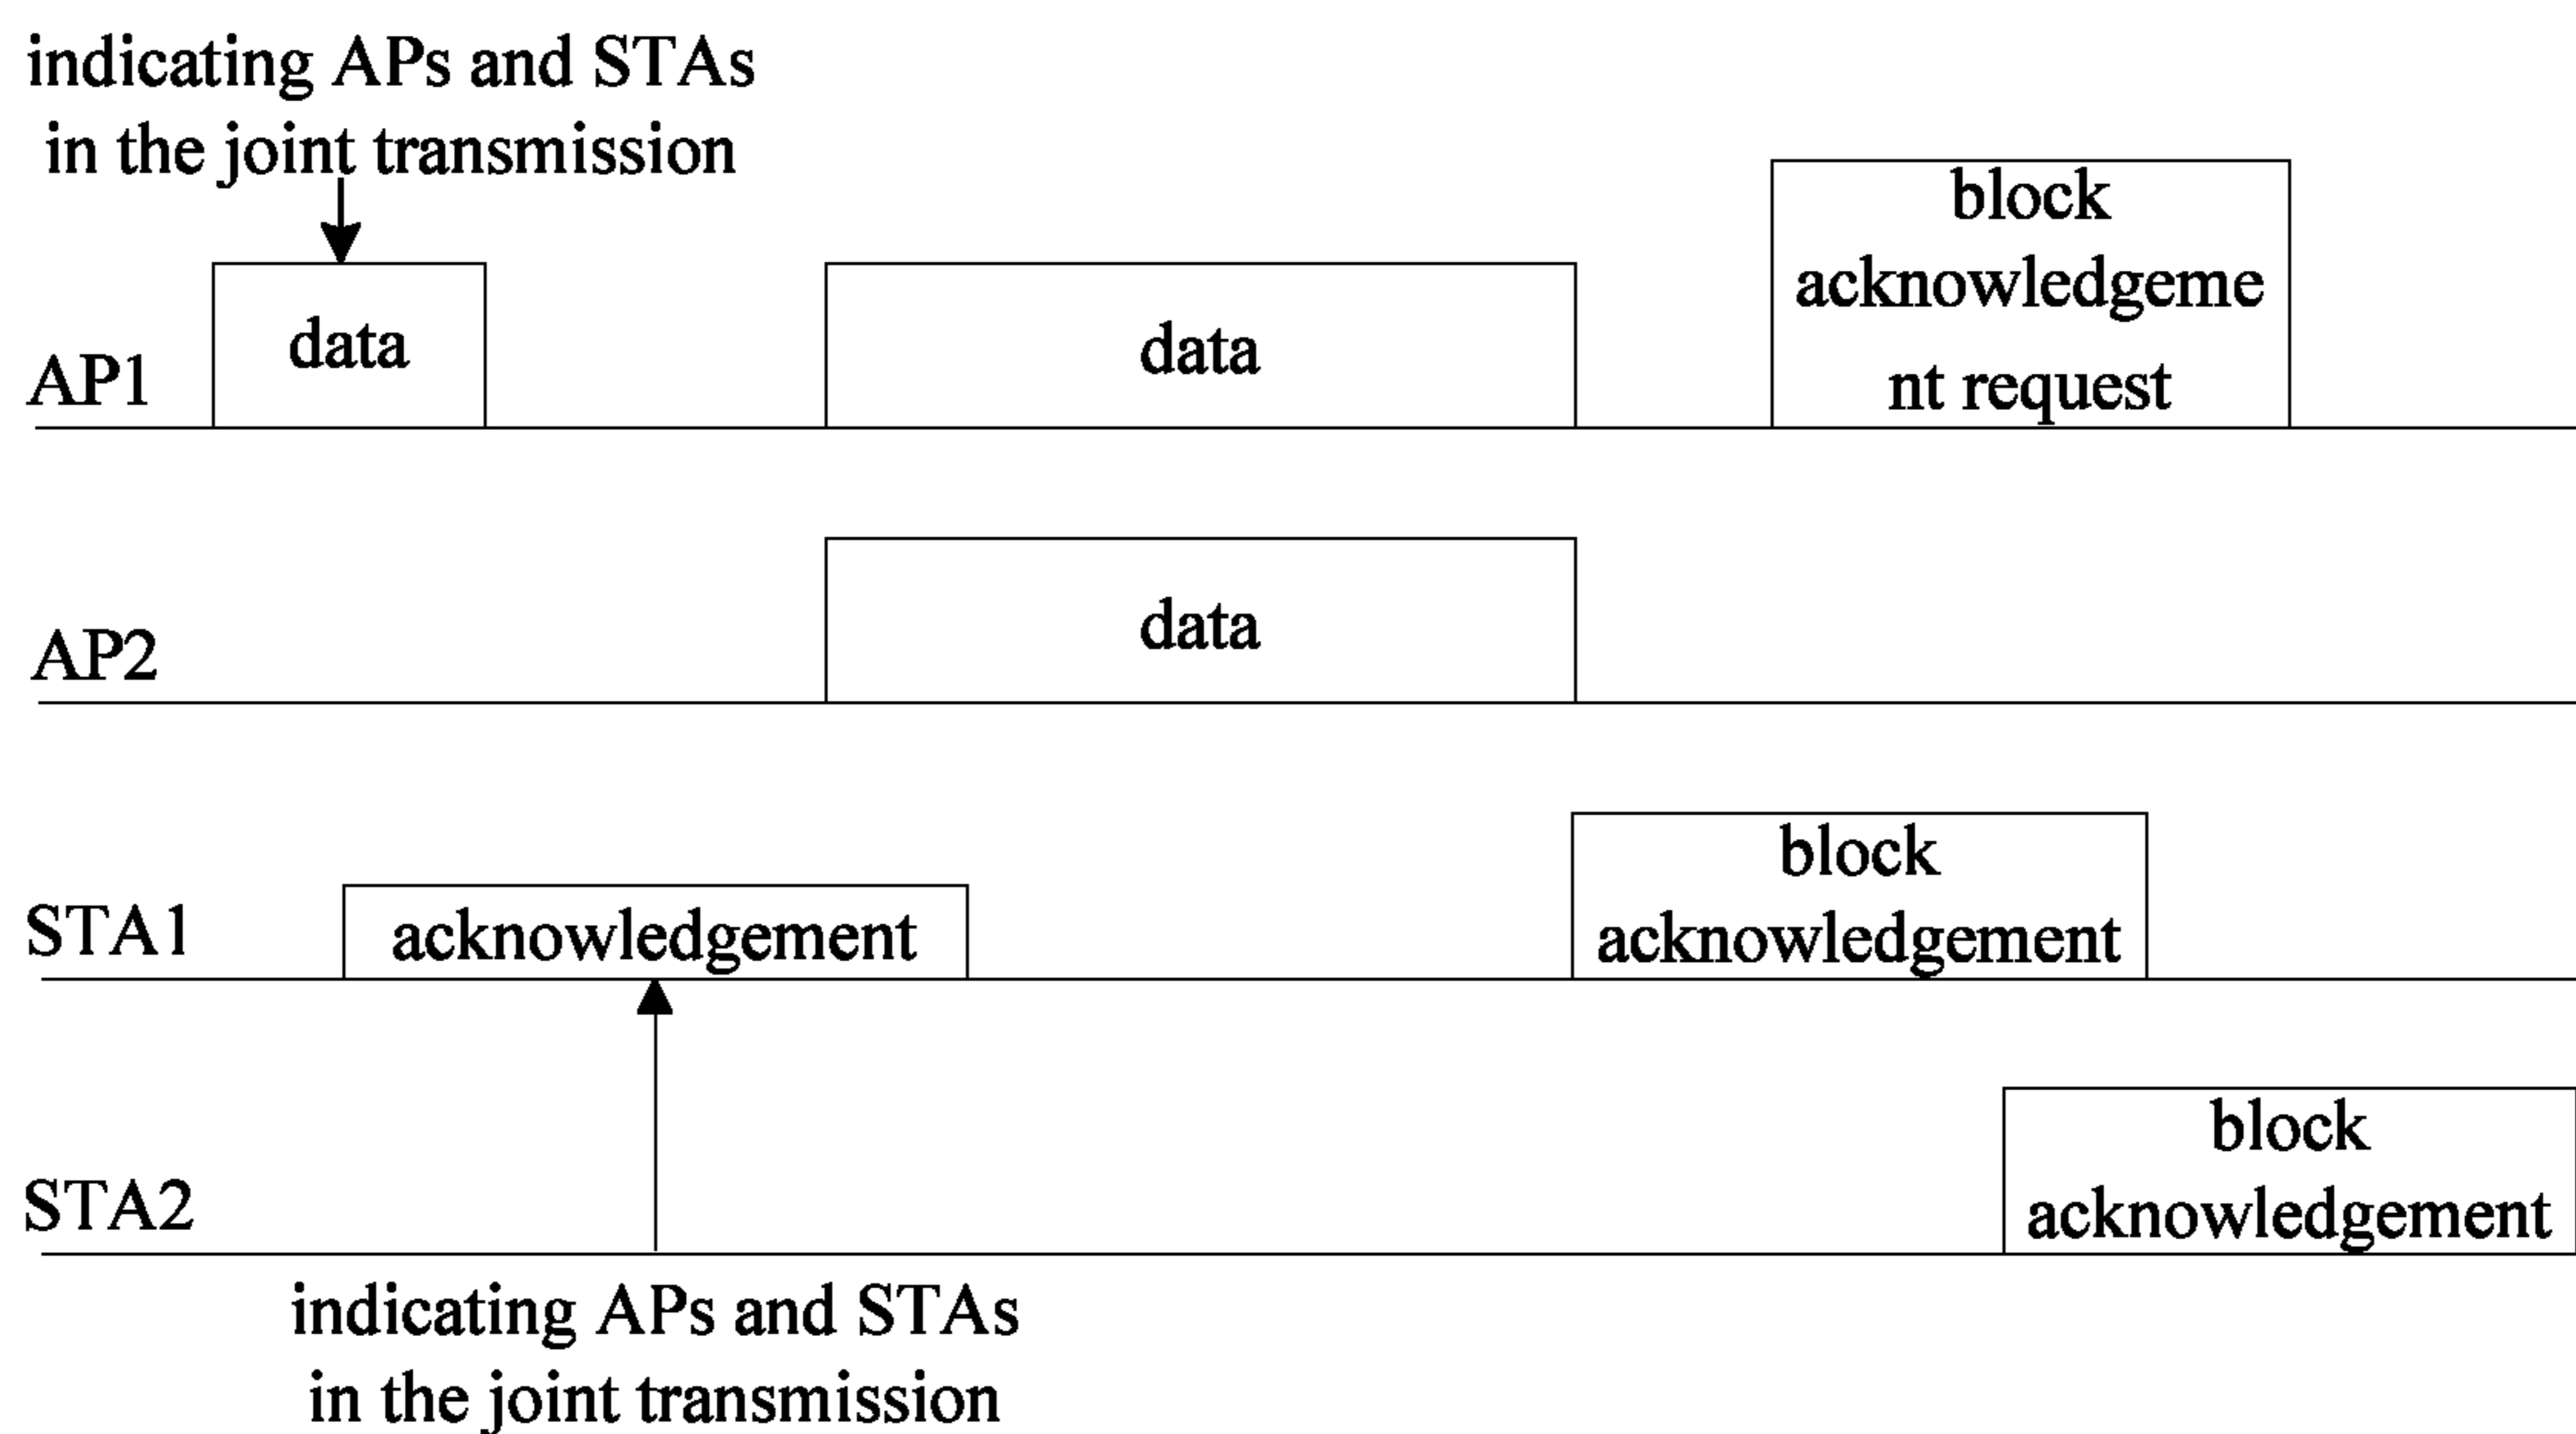 indicating APs and STAs
in the joint transmission
block
acknowledgeme
nt request
data
data
AP1
data
AP2
block
acknowledgement
acknowledgement
STA1
block
acknowledgement
STA2
indicating APs and STAs
in the joint transmission